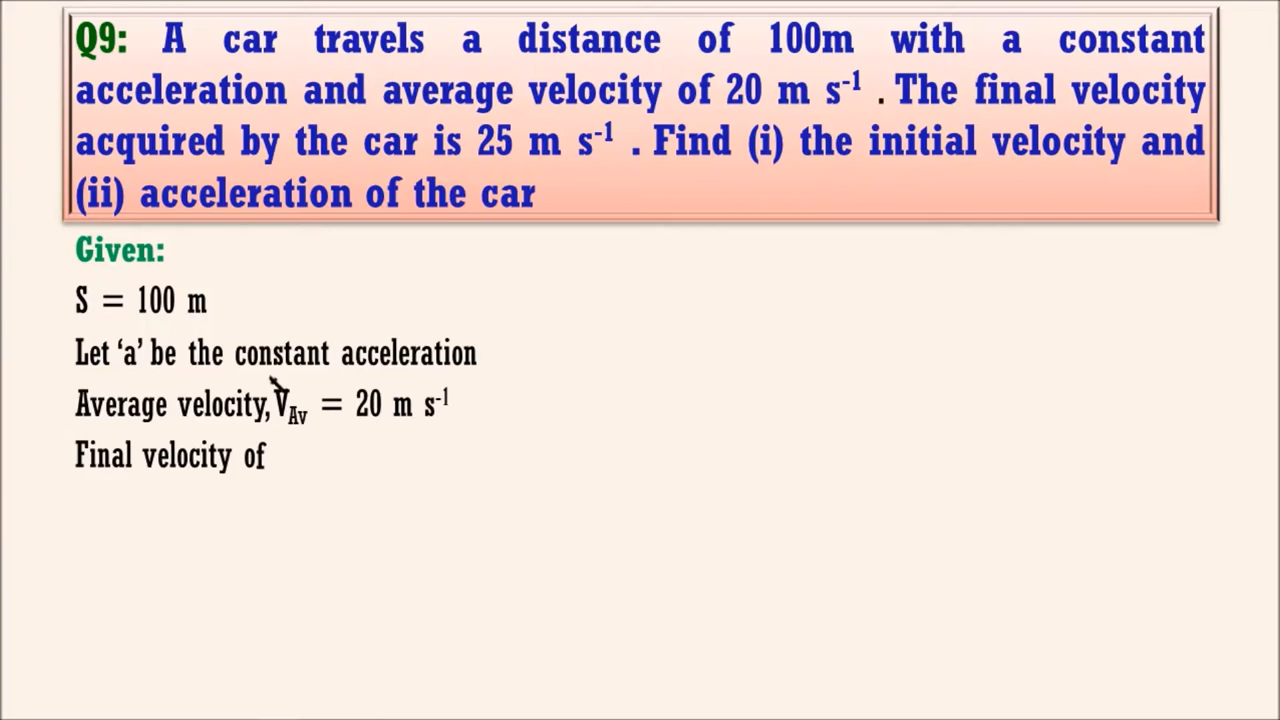 Q9: A car travels a distance of 100m with a constant
acceleration and average velocity of 20 m s⁻¹ . The final velocity
acquired by the car is 25 m s⁻¹ . Find (i) the initial velocity and
(ii) acceleration of the car
Given:
S = 100 m
Let ‘a’ be the constant acceleration
Average velocity, V_Av = 20 m s⁻¹
Final velocity of